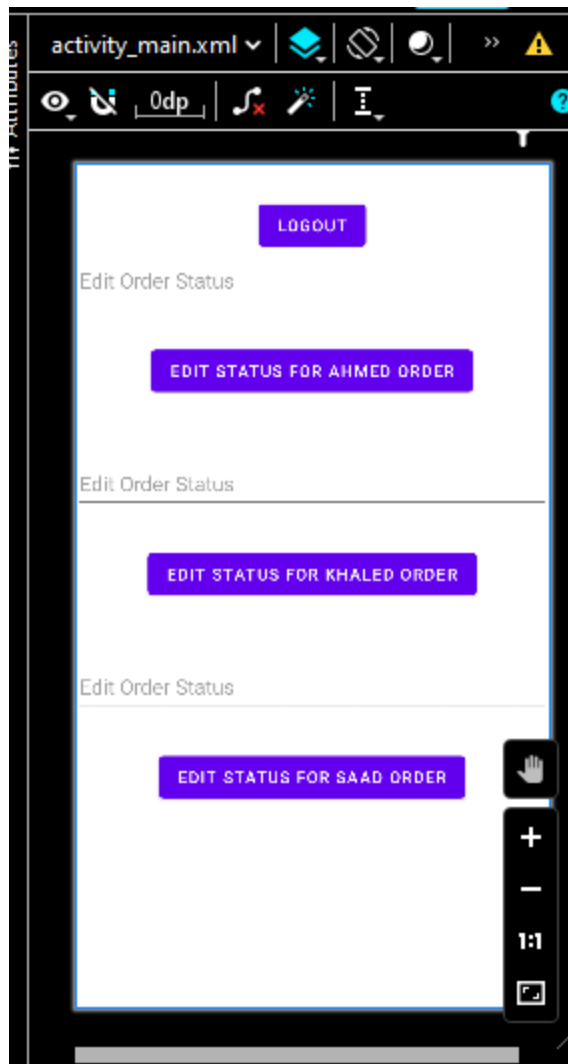 activity_main.xml
Attributes
0dp
LOGOUT
Edit Order Status
EDIT STATUS FOR AHMED ORDER
Edit Order Status
EDIT STATUS FOR KHALED ORDER
Edit Order Status
EDIT STATUS FOR SAAD ORDER
1:1